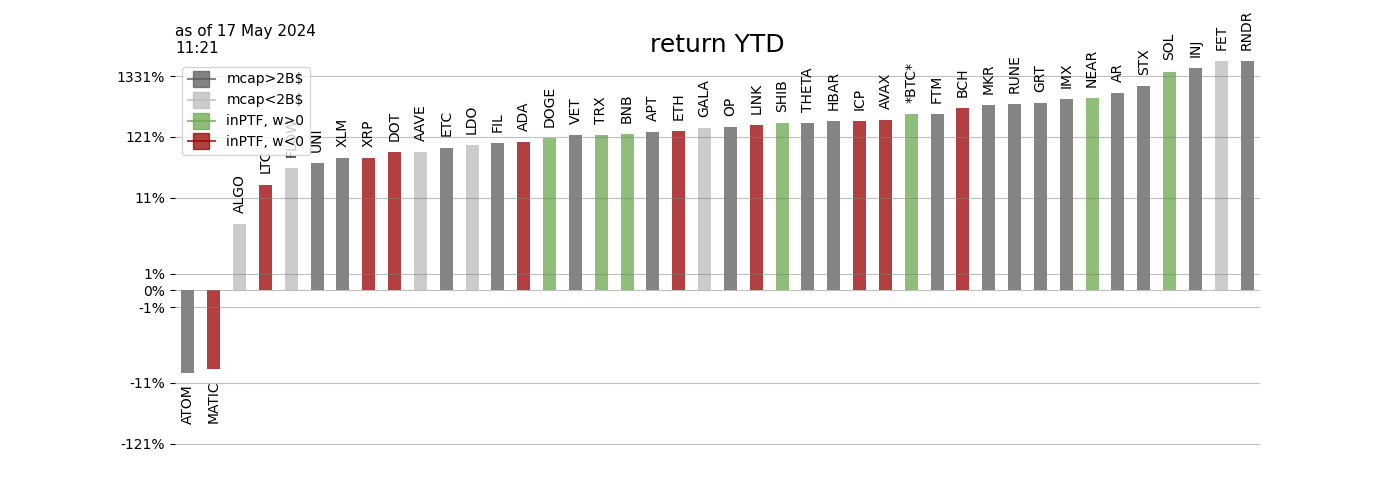 as of 17 May 2024
11:21
return YTD
mcap>2B$
mcap<2B$
inPTF, w>0
inPTF, w<0
1331%
121%
11%
1%
0%
-1%
-11%
-121%
ATOM
MATIC
ALGO
LTC
FLOW
UNI
XLM
XRP
DOT
AAVE
ETC
LDO
FIL
ADA
DOGE
VET
TRX
BNB
APT
ETH
GALA
OP
LINK
SHIB
THETA
HBAR
ICP
AVAX
*BTC*
FTM
BCH
MKR
RUNE
GRT
IMX
NEAR
AR
STX
SOL
INJ
FET
RNDR